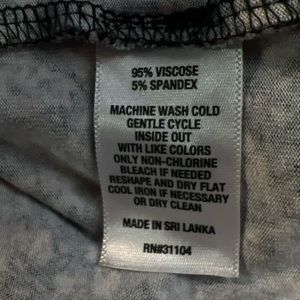 95% VISCOSE
5% SPANDEX
MACHINE WASH COLD
GENTLE CYCLE
INSIDE OUT
WITH LIKE COLORS
ONLY NON-CHLORINE
BLEACH IF NEEDED
RESHAPE AND DRY FLAT
COOL IRON IF NECESSARY
OR DRY CLEAN
MADE IN SRI LANKA
RN#31104